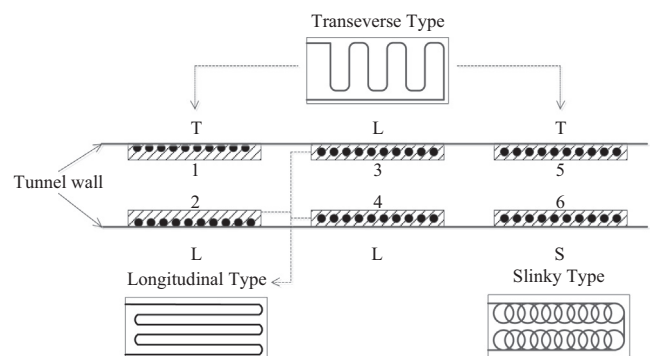 Transeverse Type
T L T
1 3 5
Tunnel wall
2 4 6
L L S
Longitudinal Type
Slinky Type